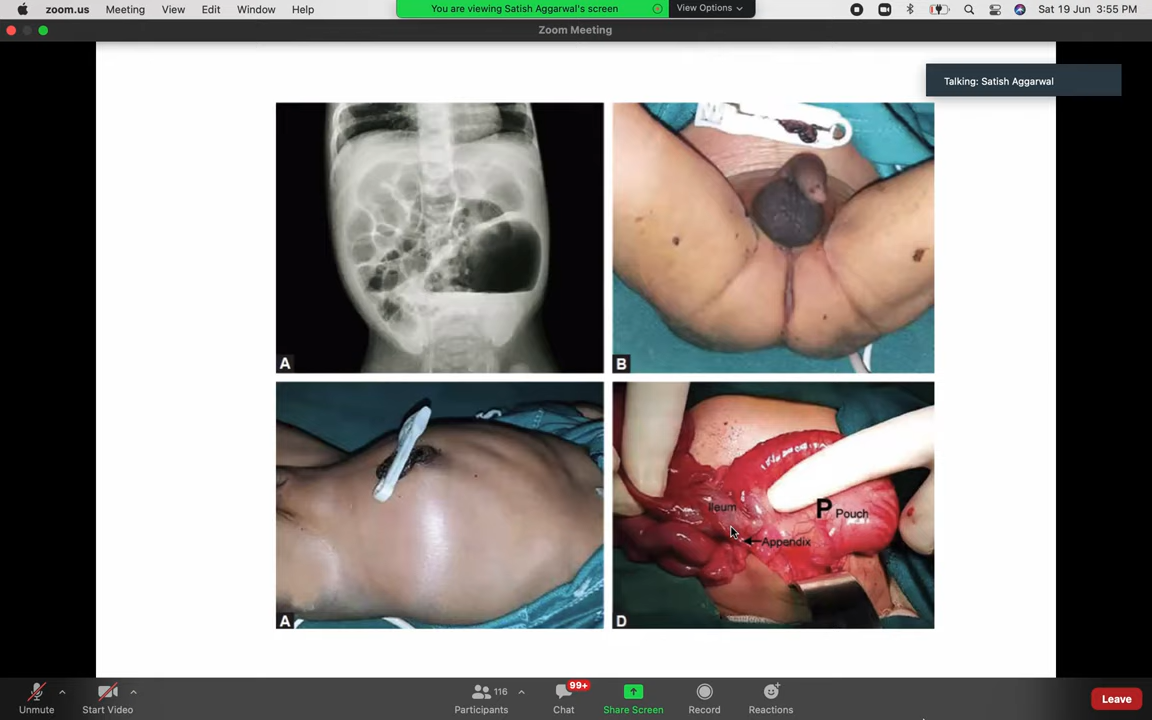 zoom.us Meeting View Edit Window Help
You are viewing Satish Aggarwal's screen
View Options
Sat 19 Jun 3:55 PM
Zoom Meeting
Talking: Satish Aggarwal
A
B
Ileum
P Pouch
Appendix
A
D
Unmute
Start Video
116
Participants
99+
Chat
Share Screen
Record
Reactions
Leave